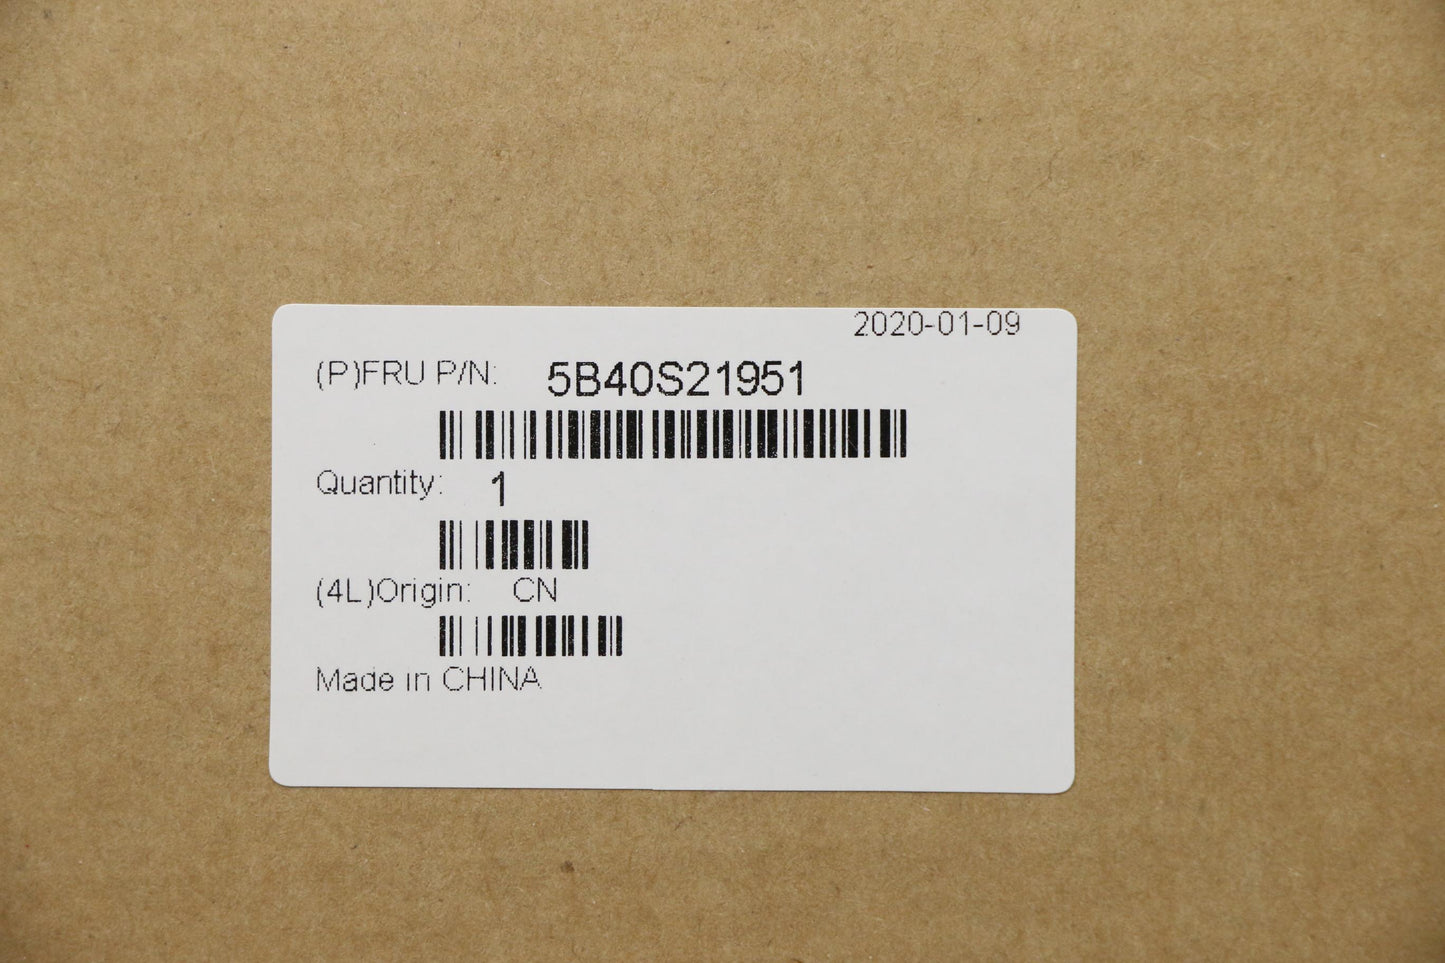 2020-01-09
(P)FRU P/N: 5B40S21951
Quantity: 1
(4L)Origin: CN
Made in CHINA